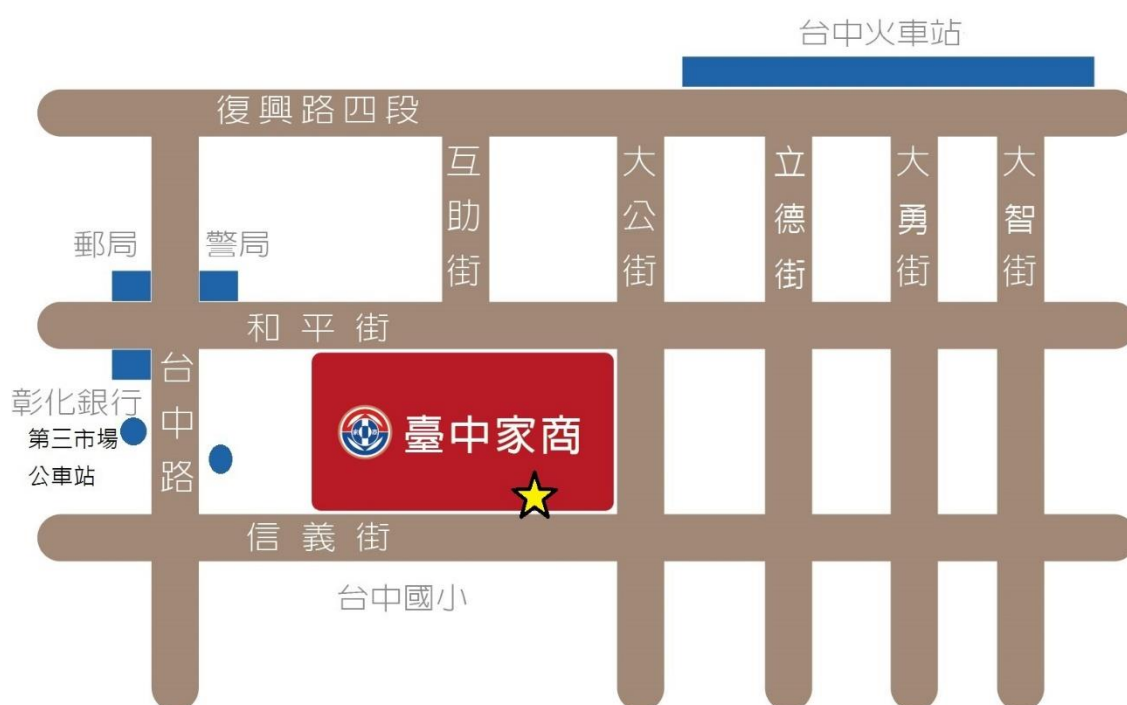 台中火車站
復興路四段
互助街
大公街
立德街
大勇街
大智街
郵局
警局
和平街
台中路
彰化銀行
第三市場
公車站
臺中家商
信義街
台中國小